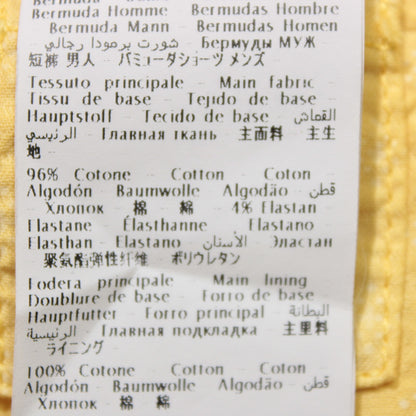 Bermuda Homme - Bermudas Hombre
Bermuda Mann - Bermudas Homen
شورت برمودا رجالي - Бермуды МУЖ
短裤 男人 - バミューダショーツ メンズ
Tessuto principale - Main fabric -
Tissu de base - Tejido de base -
Hauptstoff - Tecido de base - القماش
الرئيسي - Главная ткань - 主面料 主生
地 -
96% Cotone - Cotton - Coton -
Algodón - Baumwolle - Algodão - قطن
- Хлопок - 棉 - 綿 4% Elastan
Elastane Élasthanne Elastano
Elasthan - Elastano الأستان - Эластан
聚氨酯弹性纤维 ポリウレタン
Fodera principale - Main lining
Doublure de base - Forro de base -
Hauptfutter - Forro principal البطانة
الرئيسية - Главная подкладка - 主里料
ライニング -
100% Cotone - Cotton - Coton
Algodón - Baumwolle Algodão - قطن
- Хлопок - 棉 綿